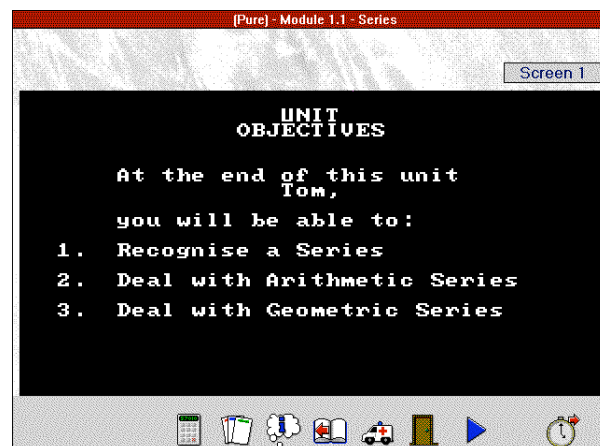 (Pure) - Module 1.1 - Series
Screen 1
UNIT
OBJECTIVES
At the end of this unit
Tom,
you will be able to:
1. Recognise a Series
2. Deal with Arithmetic Series
3. Deal with Geometric Series